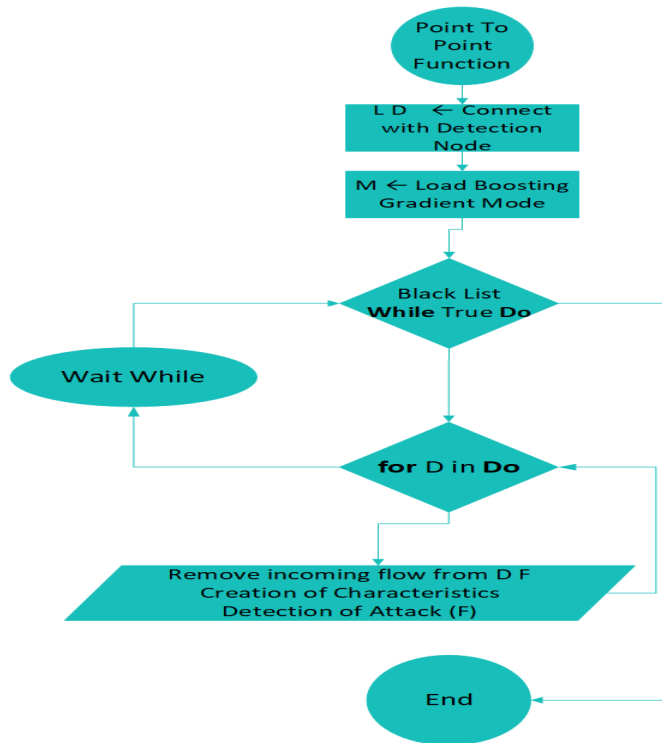 Point To
Point
Function
L D ← Connect
with Detection
Node
M ← Load Boosting
Gradient Mode
Black List
While True Do
Wait While
for D in Do
Remove incoming flow from D F
Creation of Characteristics
Detection of Attack (F)
End